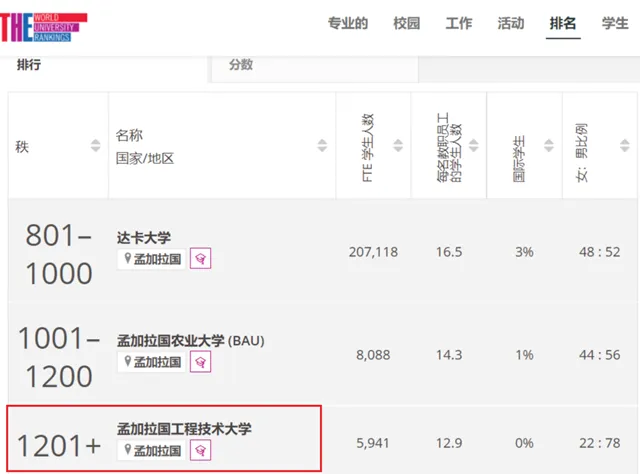 THE WORLD UNIVERSITY RANKINGS
专业的 校园 工作 活动 排名 学生
排行 分数
秩
名称
国家/地区
FTE 学生人数
每名教职员工的学生人数
国际学生
女: 男比例
801–1000
达卡大学
孟加拉国
207,118 16.5 3% 48 : 52
1001–1200
孟加拉国农业大学 (BAU)
孟加拉国
8,088 14.3 1% 44 : 56
1201+
孟加拉国工程技术大学
孟加拉国
5,941 12.9 0% 22 : 78